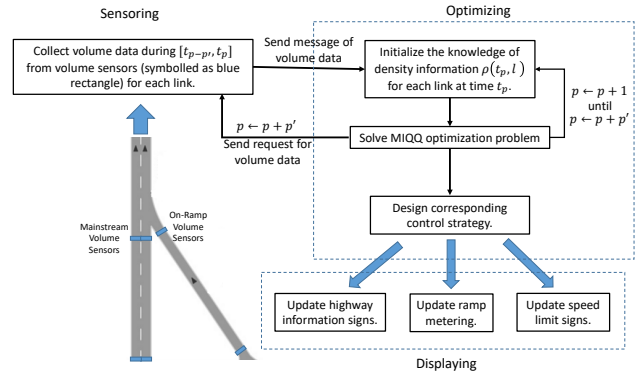 Sensoring
Optimizing
Collect volume data during [t_{p−p′}, t_p]
from volume sensors (symbolled as blue
rectangle) for each link.
Send message of
volume data
Initialize the knowledge of
density information ρ(t_p, l )
for each link at time t_p.
p ← p + 1
until
p ← p + p′
p ← p + p′
Send request for
volume data
Solve MIQQ optimization problem
Mainstream
Volume
Sensors
On-Ramp
Volume
Sensors
Design corresponding
control strategy.
Update highway
information signs.
Update ramp
metering.
Update speed
limit signs.
Displaying